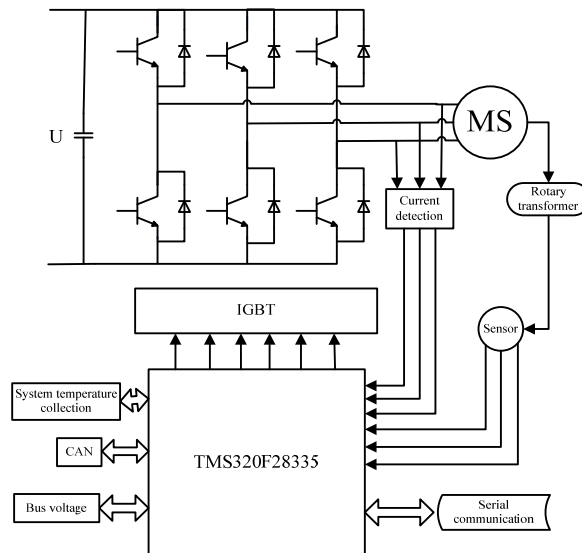 U
MS
Current
detection
Rotary
transformer
IGBT
Sensor
System temperature
collection
CAN
TMS320F28335
Bus voltage
Serial
communication